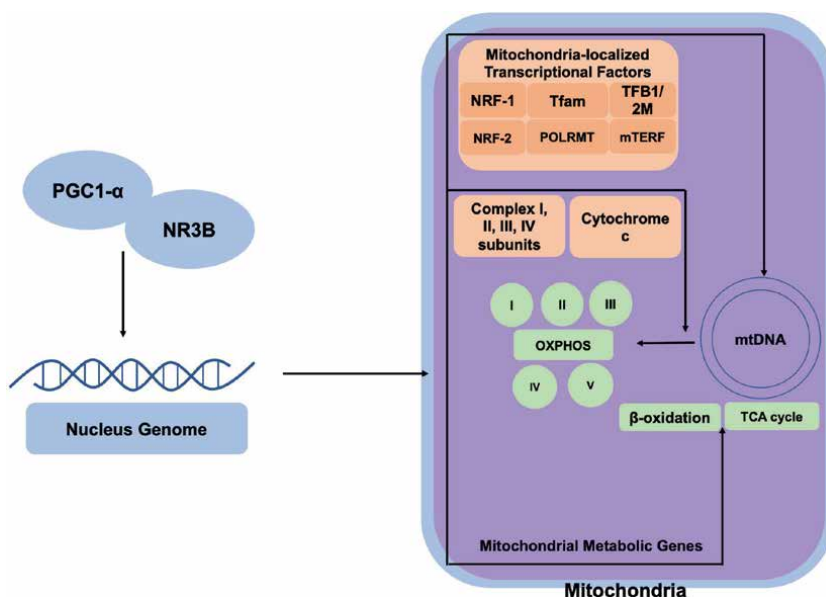 PGC1-α
NR3B
Nucleus Genome
Mitochondria-localized
Transcriptional Factors
NRF-1
Tfam
TFB1/
2M
NRF-2
POLRMT
mTERF
Complex I,
II, III, IV
subunits
Cytochrome
c
I
II
III
OXPHOS
IV
V
mtDNA
β-oxidation
TCA cycle
Mitochondrial Metabolic Genes
Mitochondria